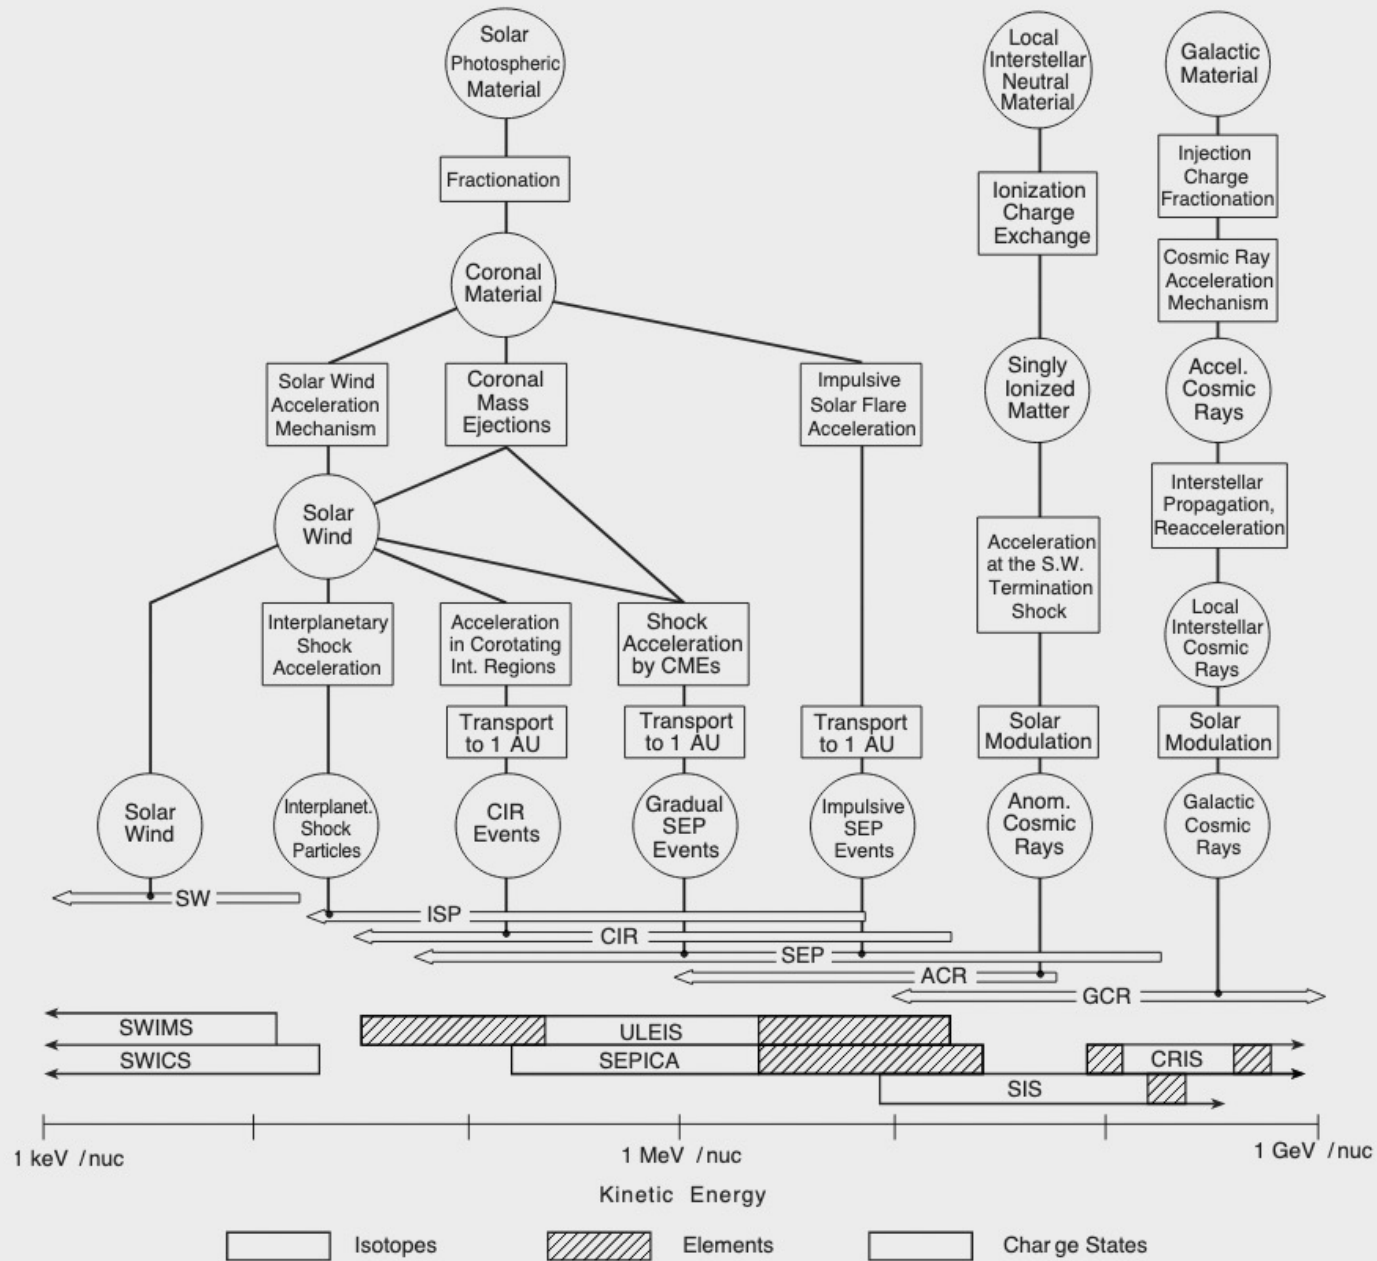 Solar
Photospheric
Material
Local
Interstellar
Neutral
Material
Galactic
Material
Fractionation
Ionization
Charge
Exchange
Injection
Charge
Fractionation
Cosmic Ray
Acceleration
Mechanism
Coronal
Material
Solar Wind
Acceleration
Mechanism
Coronal
Mass
Ejections
Impulsive
Solar Flare
Acceleration
Singly
Ionized
Matter
Accel.
Cosmic
Rays
Solar
Wind
Interstellar
Propagation,
Reacceleration
Acceleration
at the S.W.
Termination
Shock
Interplanetary
Shock
Acceleration
Acceleration
in Corotating
Int. Regions
Shock
Acceleration
by CMEs
Local
Interstellar
Cosmic
Rays
Transport
to 1 AU
Transport
to 1 AU
Transport
to 1 AU
Solar
Modulation
Solar
Modulation
Solar
Wind
Interplanet.
Shock
Particles
CIR
Events
Gradual
SEP
Events
Impulsive
SEP
Events
Anom.
Cosmic
Rays
Galactic
Cosmic
Rays
SW
ISP
CIR
SEP
ACR
GCR
SWIMS
ULEIS
SWICS
SEPICA
CRIS
SIS
1 keV /nuc
1 MeV /nuc
1 GeV /nuc
Kinetic Energy
Isotopes
Elements
Char ge States